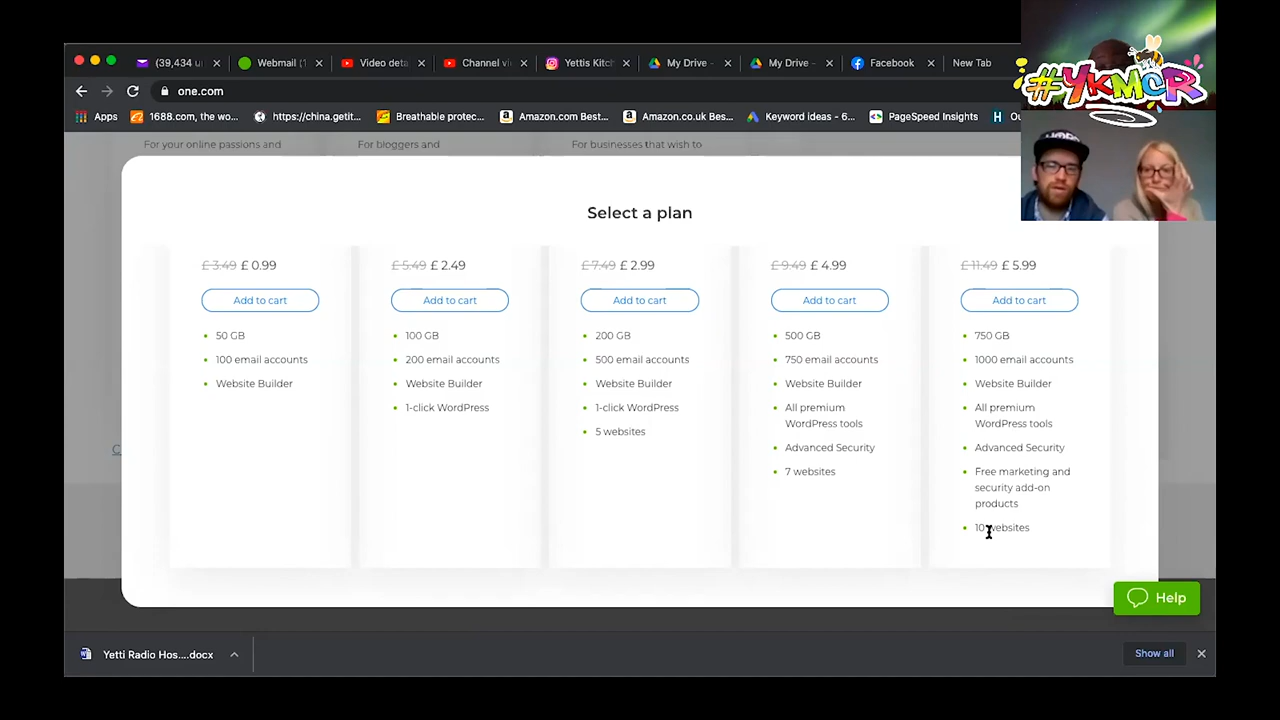 #YKMCR
(39,434 u
Webmail (1
Video deta
Channel vi
Yettis Kitch
My Drive -
My Drive -
Facebook
New Tab
one.com
Apps
1688.com, the wo...
https://china.getit...
Breathable protec...
Amazon.com Best...
Amazon.co.uk Bes...
Keyword ideas - 6...
PageSpeed Insights
H
For your online passions and
For bloggers and
For businesses that wish to
Select a plan
£ 3.49 £ 0.99
£ 5.49 £ 2.49
£ 7.49 £ 2.99
£ 9.49 £ 4.99
£ 11.49 £ 5.99
Add to cart
Add to cart
Add to cart
Add to cart
Add to cart
50 GB
100 email accounts
Website Builder
100 GB
200 email accounts
Website Builder
1-click WordPress
200 GB
500 email accounts
Website Builder
1-click WordPress
5 websites
500 GB
750 email accounts
Website Builder
All premium
WordPress tools
Advanced Security
7 websites
750 GB
1000 email accounts
Website Builder
All premium
WordPress tools
Advanced Security
Free marketing and
security add-on
products
10 websites
Help
Yetti Radio Hos....docx
Show all